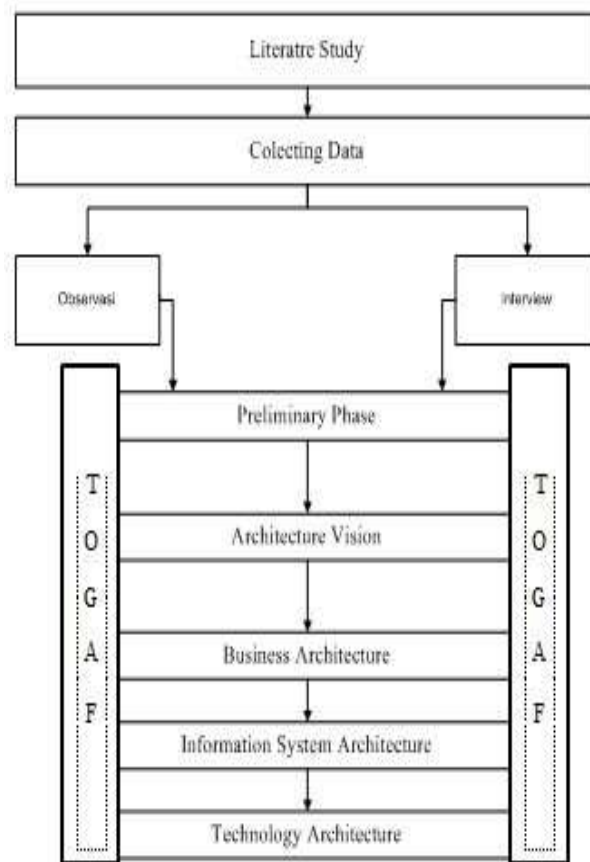 Literatre Study
Colecting Data
Observasi
Interview
Preliminary Phase
Architecture Vision
Business Architecture
Information System Architecture
Technology Architecture
T
O
G
A
F
T
O
G
A
F